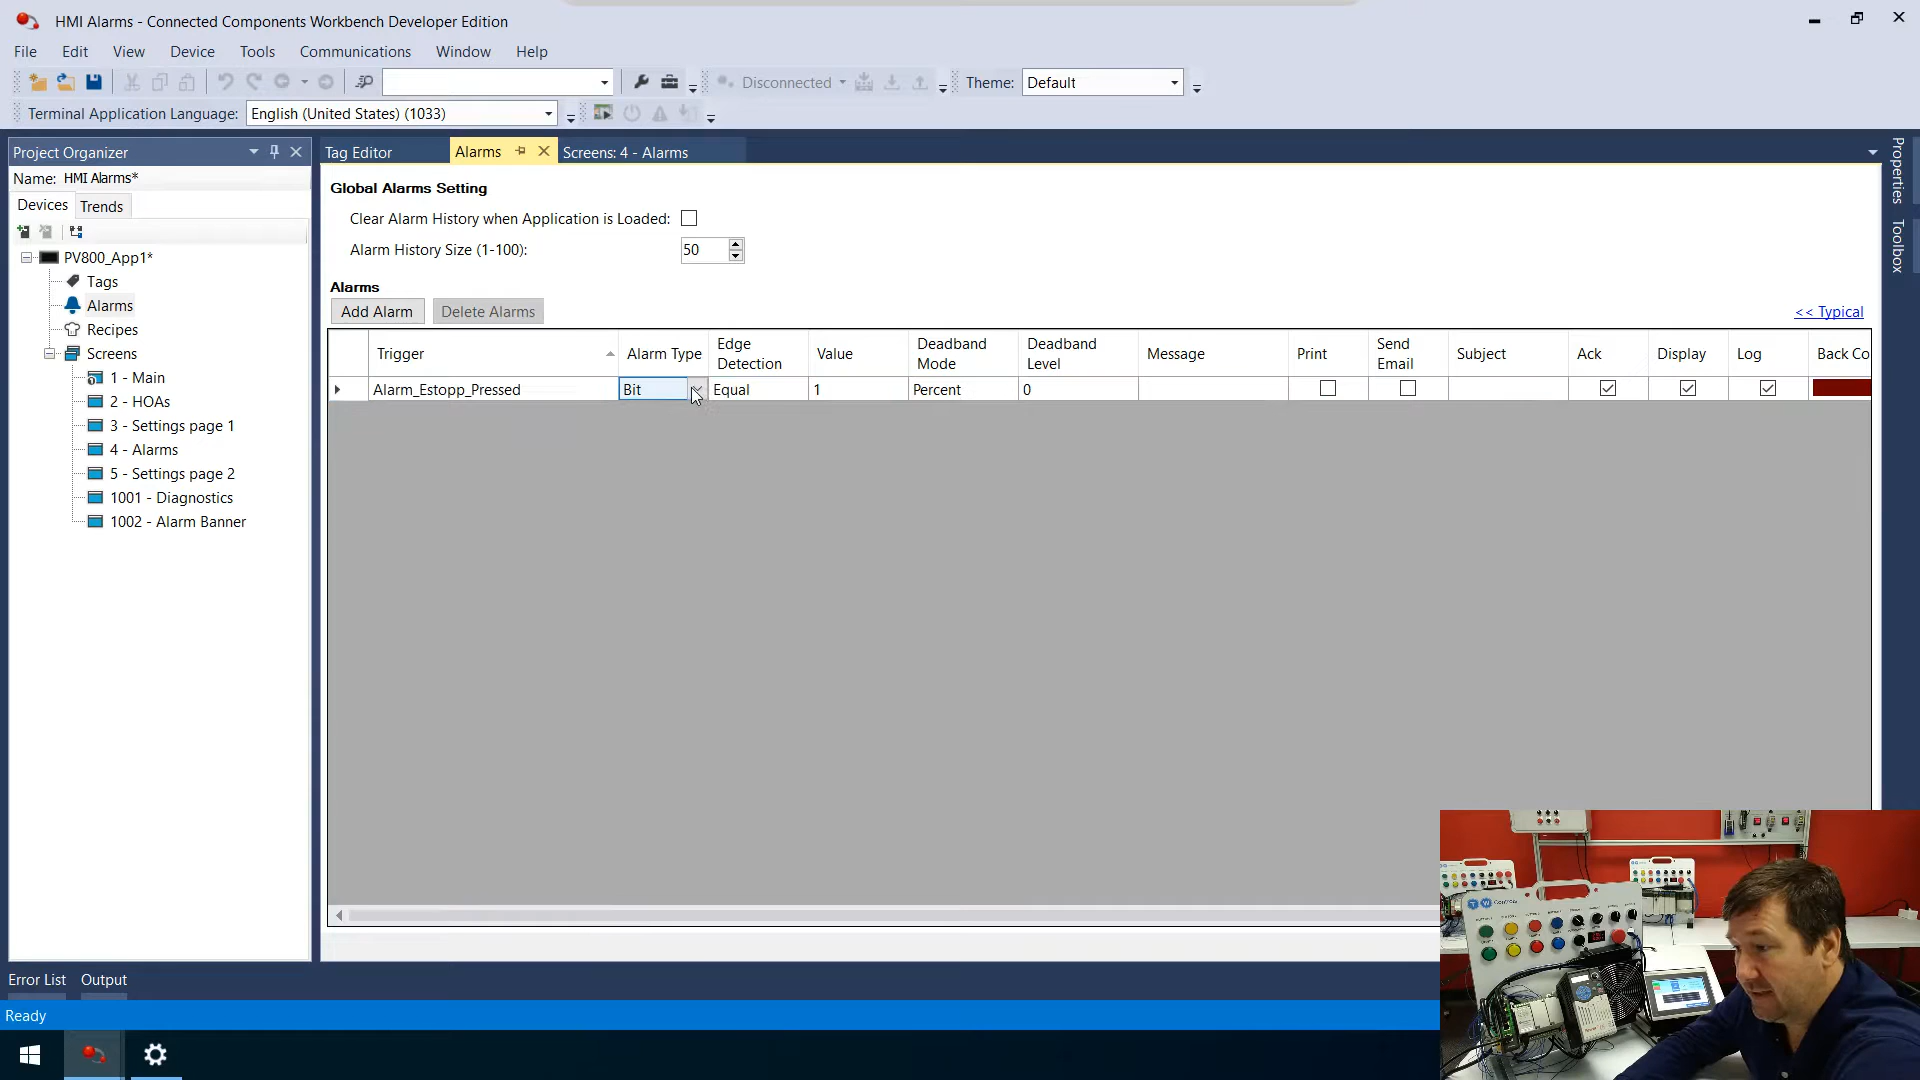 HMI Alarms - Connected Components Workbench Developer Edition
File Edit View Device Tools Communications Window Help
Disconnected Theme: Default
Terminal Application Language: English (United States) (1033)
Project Organizer
Name: HMI Alarms*
Devices Trends
PV800_App1*
Tags
Alarms
Recipes
Screens
1 - Main
2 - HOAs
3 - Settings page 1
4 - Alarms
5 - Settings page 2
1001 - Diagnostics
1002 - Alarm Banner
Tag Editor Alarms Screens: 4 - Alarms
Global Alarms Setting
Clear Alarm History when Application is Loaded:
Alarm History Size (1-100): 50
Alarms
Add Alarm Delete Alarms << Typical
Trigger Alarm Type Edge Detection Value Deadband Mode Deadband Level Message Print Send Email Subject Ack Display Log Back Co
Alarm_Estopp_Pressed Bit Equal 1 Percent 0
Properties
Toolbox
Error List Output
Ready